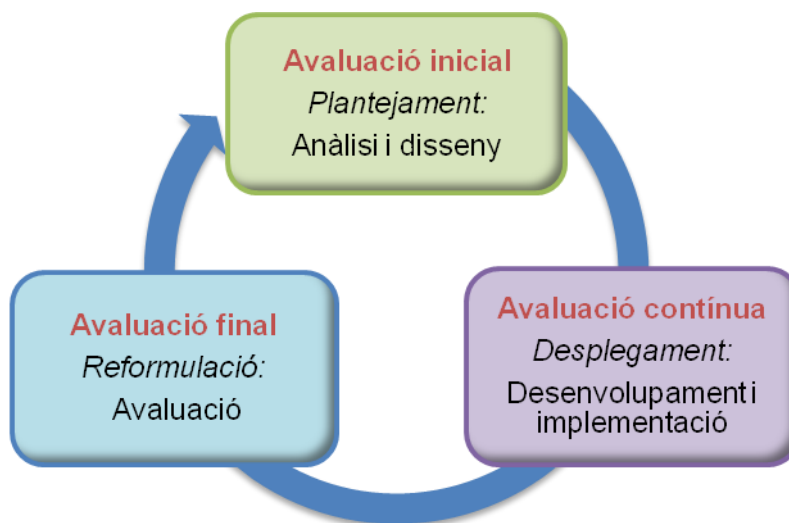 Avaluació inicial
Plantejament:
Anàlisi i disseny
Avaluació contínua
Desplegament:
Desenvolupament i
implementació
Avaluació final
Reformulació:
Avaluació